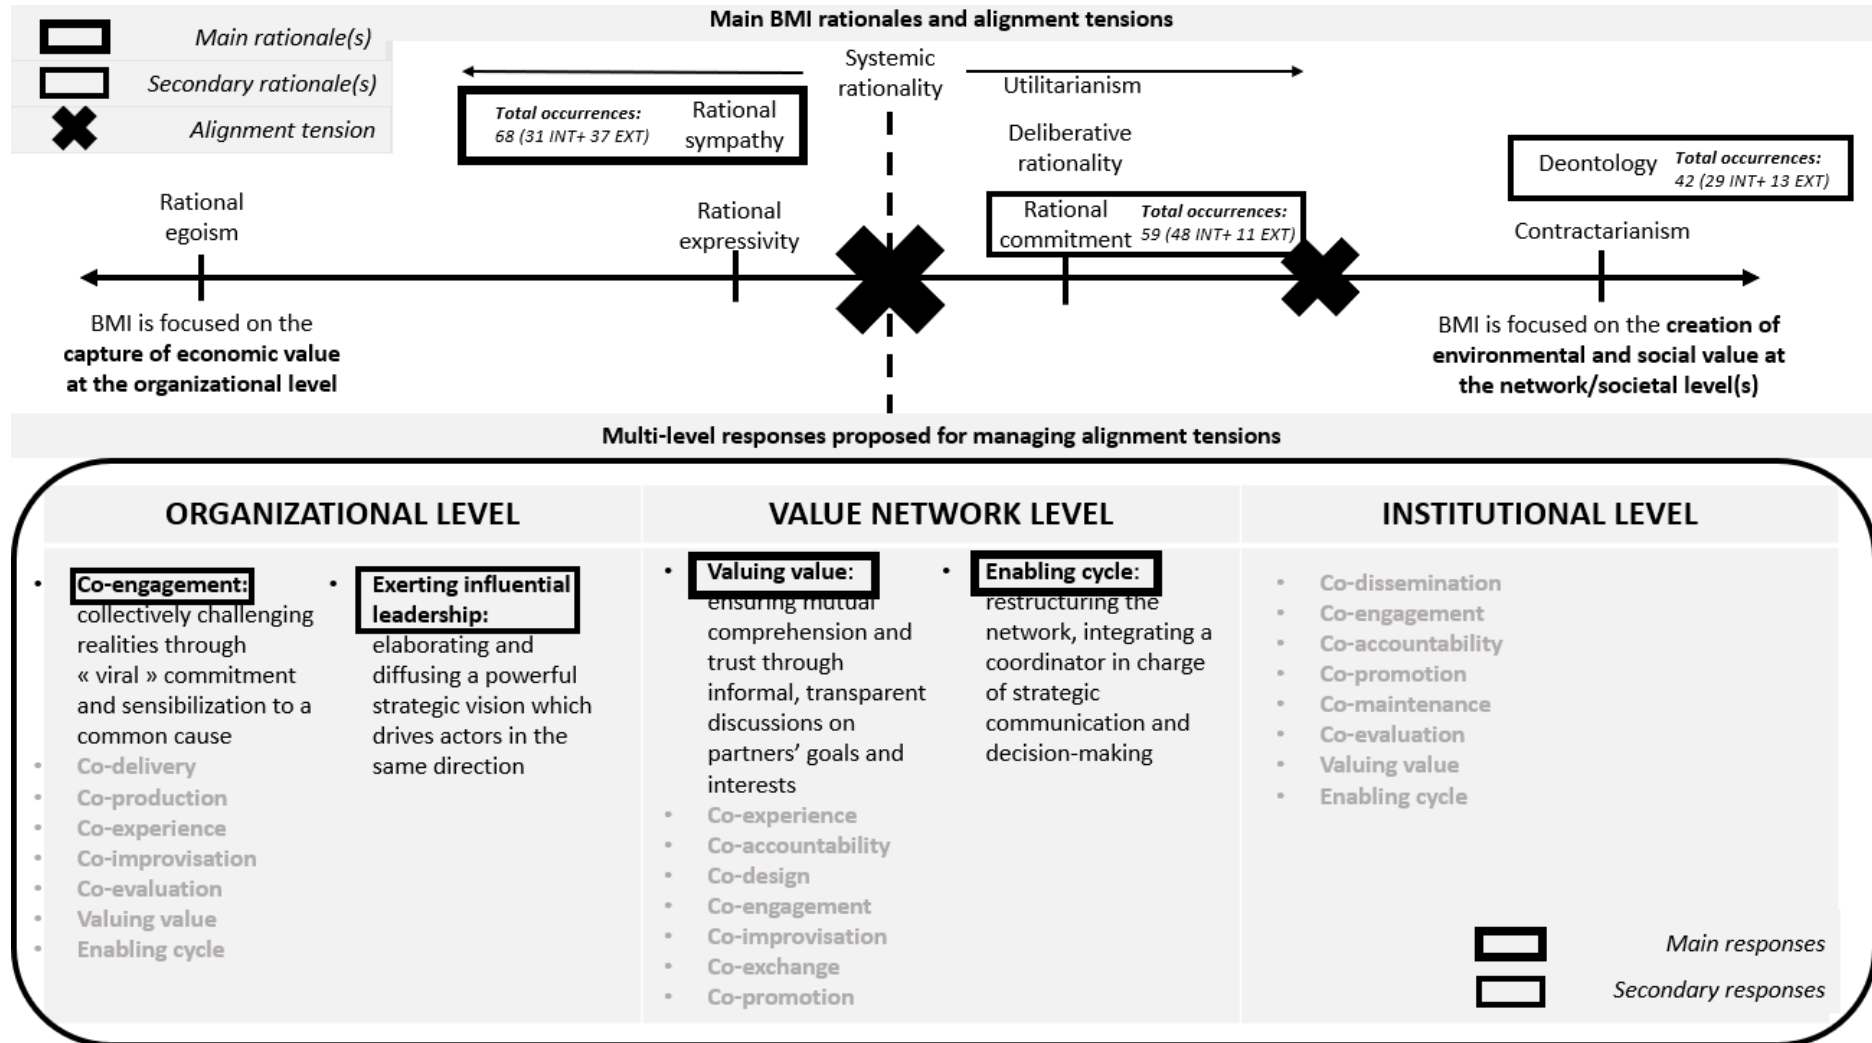 Main BMI rationales and alignment tensions
Main rationale(s)
Secondary rationale(s)
Alignment tension
Systemic
rationality
Utilitarianism
Total occurrences:
68 (31 INT+ 37 EXT)
Rational
sympathy
Deliberative
rationality
Deontology
Total occurrences:
42 (29 INT+ 13 EXT)
Rational
egoism
Rational
expressivity
Rational
commitment
Total occurrences:
59 (48 INT+ 11 EXT)
Contractarianism
BMI is focused on the
capture of economic value
at the organizational level
BMI is focused on the creation of
environmental and social value at
the network/societal level(s)
Multi-level responses proposed for managing alignment tensions
ORGANIZATIONAL LEVEL
• Co-engagement:
collectively challenging
realities through
« viral » commitment
and sensibilization to a
common cause
• Co-delivery
• Co-production
• Co-experience
• Co-improvisation
• Co-evaluation
• Valuing value
• Enabling cycle
• Exerting influential
leadership:
elaborating and
diffusing a powerful
strategic vision which
drives actors in the
same direction
VALUE NETWORK LEVEL
• Valuing value:
ensuring mutual
comprehension and
trust through
informal, transparent
discussions on
partners’ goals and
interests
• Co-experience
• Co-accountability
• Co-design
• Co-engagement
• Co-improvisation
• Co-exchange
• Co-promotion
• Enabling cycle:
restructuring the
network, integrating a
coordinator in charge
of strategic
communication and
decision-making
INSTITUTIONAL LEVEL
• Co-dissemination
• Co-engagement
• Co-accountability
• Co-promotion
• Co-maintenance
• Co-evaluation
• Valuing value
• Enabling cycle
Main responses
Secondary responses